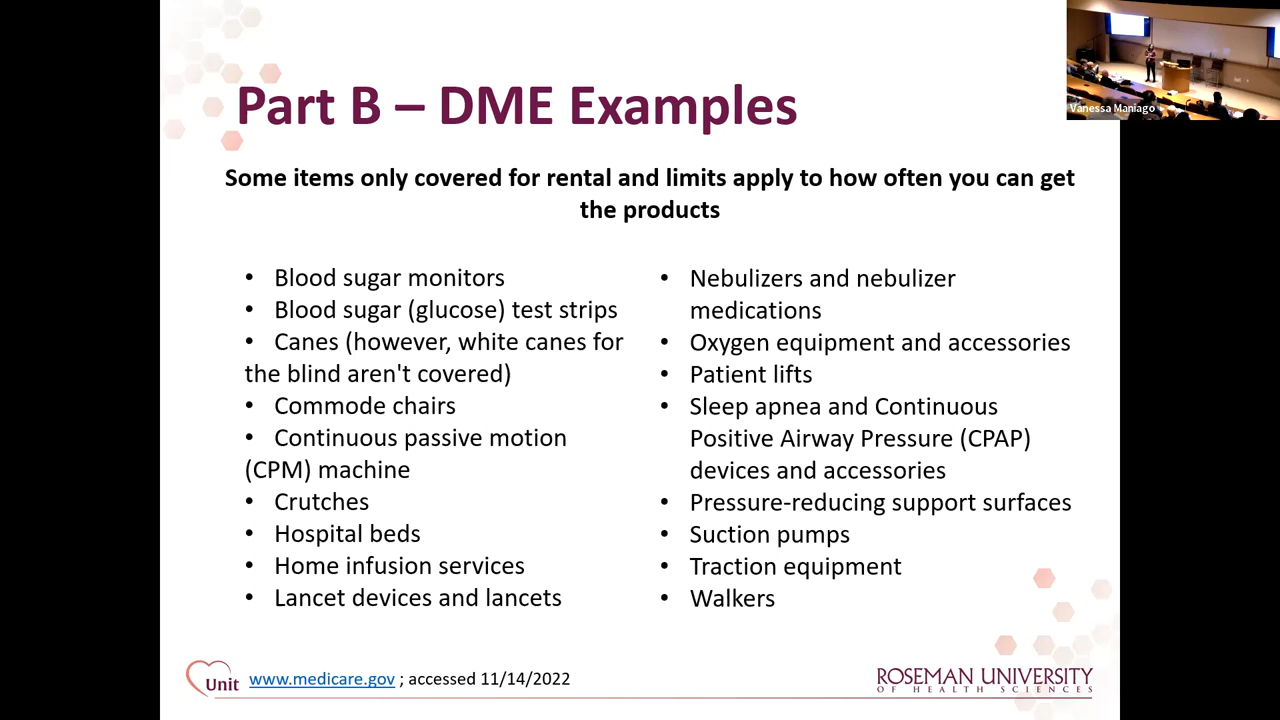 Part B – DME Examples
Vanessa Maniago
Some items only covered for rental and limits apply to how often you can get
the products
• Blood sugar monitors
• Blood sugar (glucose) test strips
• Canes (however, white canes for
the blind aren't covered)
• Commode chairs
• Continuous passive motion
(CPM) machine
• Crutches
• Hospital beds
• Home infusion services
• Lancet devices and lancets
• Nebulizers and nebulizer
medications
• Oxygen equipment and accessories
• Patient lifts
• Sleep apnea and Continuous
Positive Airway Pressure (CPAP)
devices and accessories
• Pressure-reducing support surfaces
• Suction pumps
• Traction equipment
• Walkers
Unit
www.medicare.gov ; accessed 11/14/2022
ROSEMAN UNIVERSITY
OF HEALTH SCIENCES